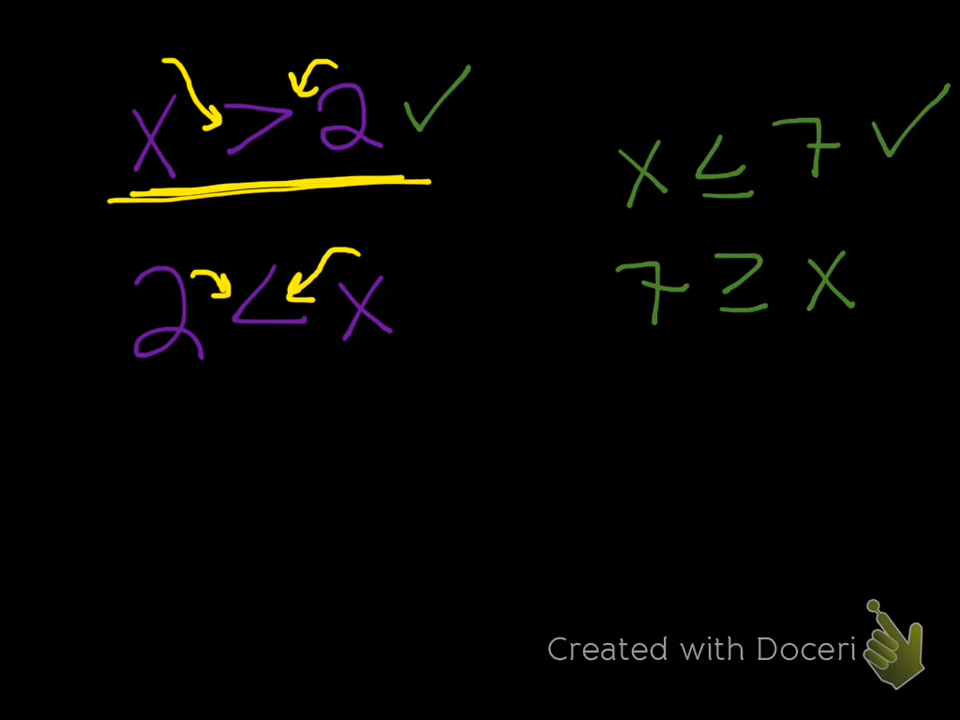 x > 2 ✓
2 < x
x ≤ 7 ✓
7 ≥ x
Created with Doceri